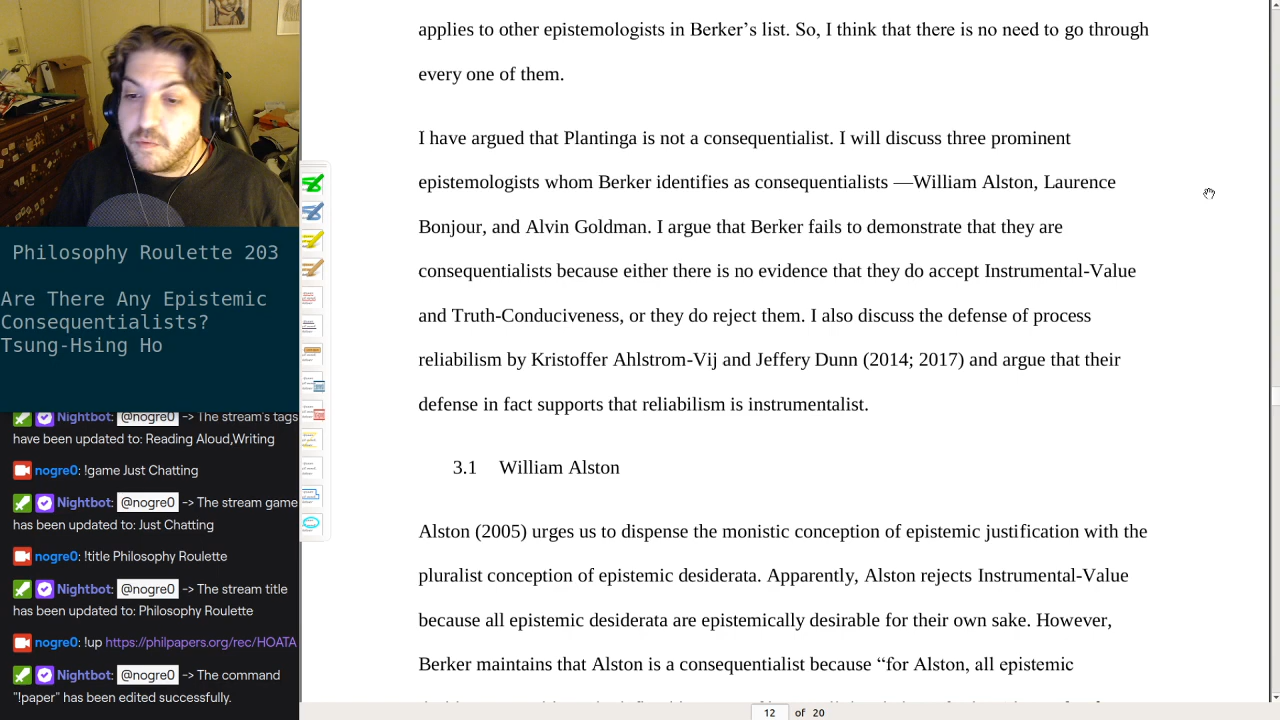 applies to other epistemologists in Berker’s list. So, I think that there is no need to go through
every one of them.
I have argued that Plantinga is not a consequentialist. I will discuss three prominent
epistemologists whom Berker identifies as consequentialists —William Alston, Laurence
Bonjour, and Alvin Goldman. I argue that Berker fails to demonstrate that they are
consequentialists because either there is no evidence that they do accept Instrumental-Value
and Truth-Conduciveness, or they do reject them. I also discuss the defense of process
reliabilism by Kristoffer Ahlstrom-Vij and Jeffery Dunn (2014; 2017) and argue that their
defense in fact supports that reliabilism is instrumentalist.
3.1 William Alston
Alston (2005) urges us to dispense the monistic conception of epistemic justification with the
pluralist conception of epistemic desiderata. Apparently, Alston rejects Instrumental-Value
because all epistemic desiderata are epistemically desirable for their own sake. However,
Berker maintains that Alston is a consequentialist because “for Alston, all epistemic
12 of 20
Philosophy Roulette 203
Are There Any Epistemic
Consequentialists?
Tsung-Hsing Ho
Nightbot: @nogre0 -> The stream's tags
have been updated to: Reading Aloud,Writing
nogre0: !game Just Chatting
Nightbot: @nogre0 -> The stream game
has been updated to: Just Chatting
nogre0: !title Philosophy Roulette
Nightbot: @nogre0 -> The stream title
has been updated to: Philosophy Roulette
nogre0: !up https://philpapers.org/rec/HOATA
Nightbot: @nogre0 -> The command
"!paper" has been edited successfully.